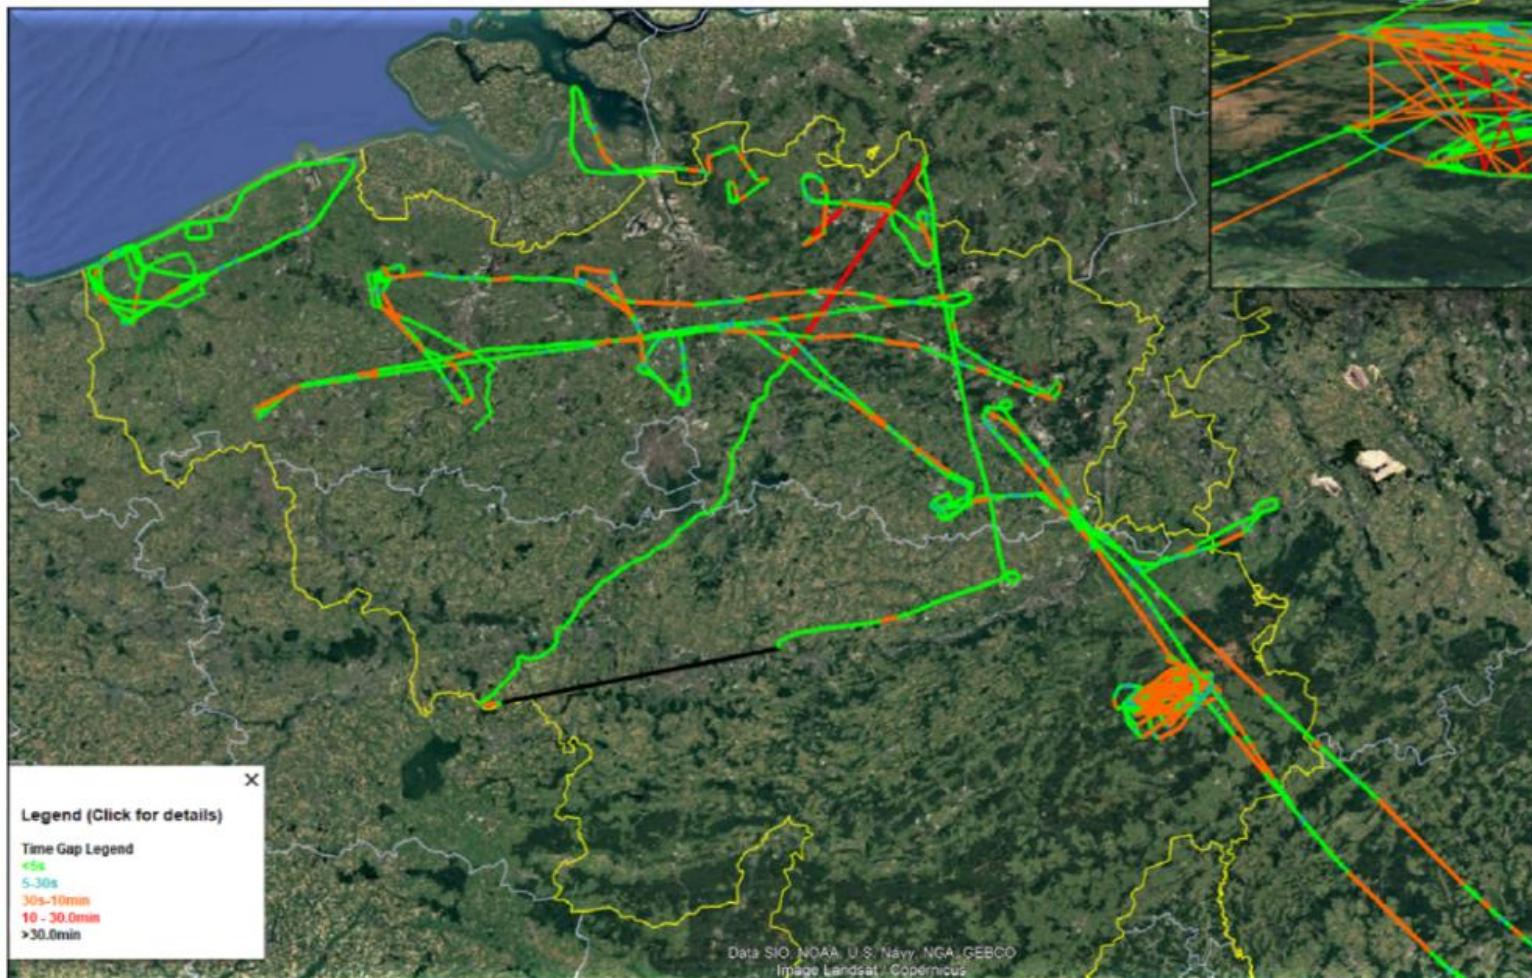 Legend (Click for details)
Time Gap Legend
<5s
5-30s
30s-10min
10 - 30.0min
>30.0min
Data SIO, NOAA, U.S. Navy, NGA, GEBCO
Image Landsat / Copernicus